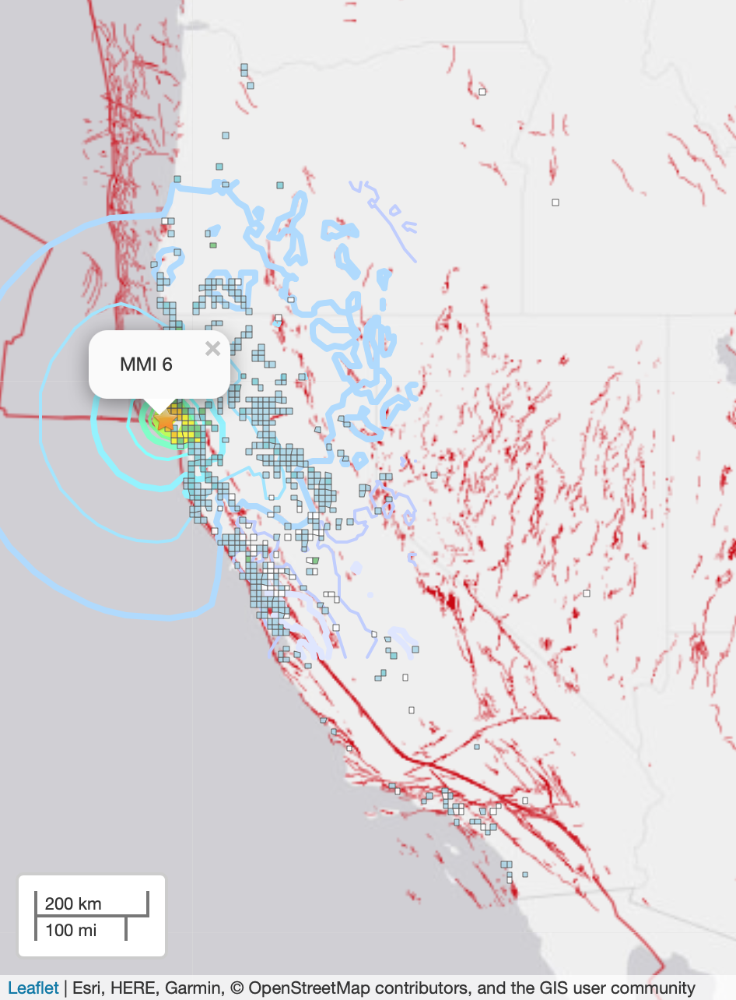 MMI 6 ×
200 km
100 mi
Leaflet | Esri, HERE, Garmin, © OpenStreetMap contributors, and the GIS user community